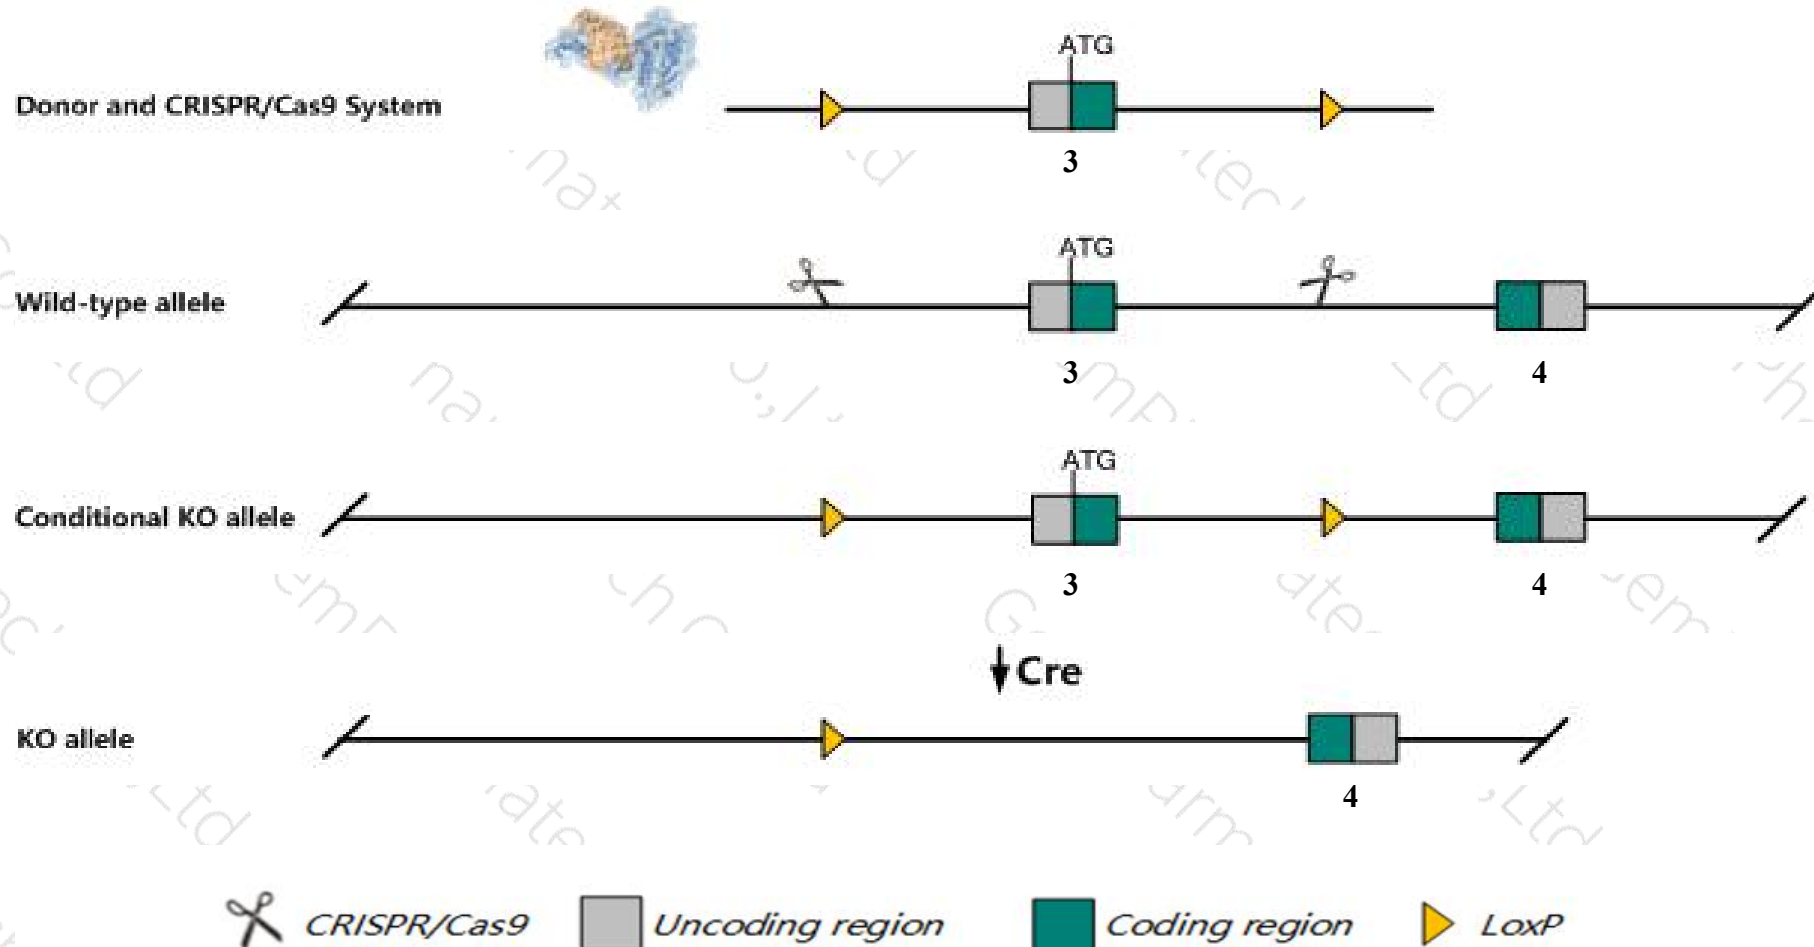 ATG
Donor and CRISPR/Cas9 System
3
ATG
Wild-type allele
3 4
ATG
Conditional KO allele
3 4
Cre
KO allele
4
CRISPR/Cas9 Uncoding region Coding region LoxP